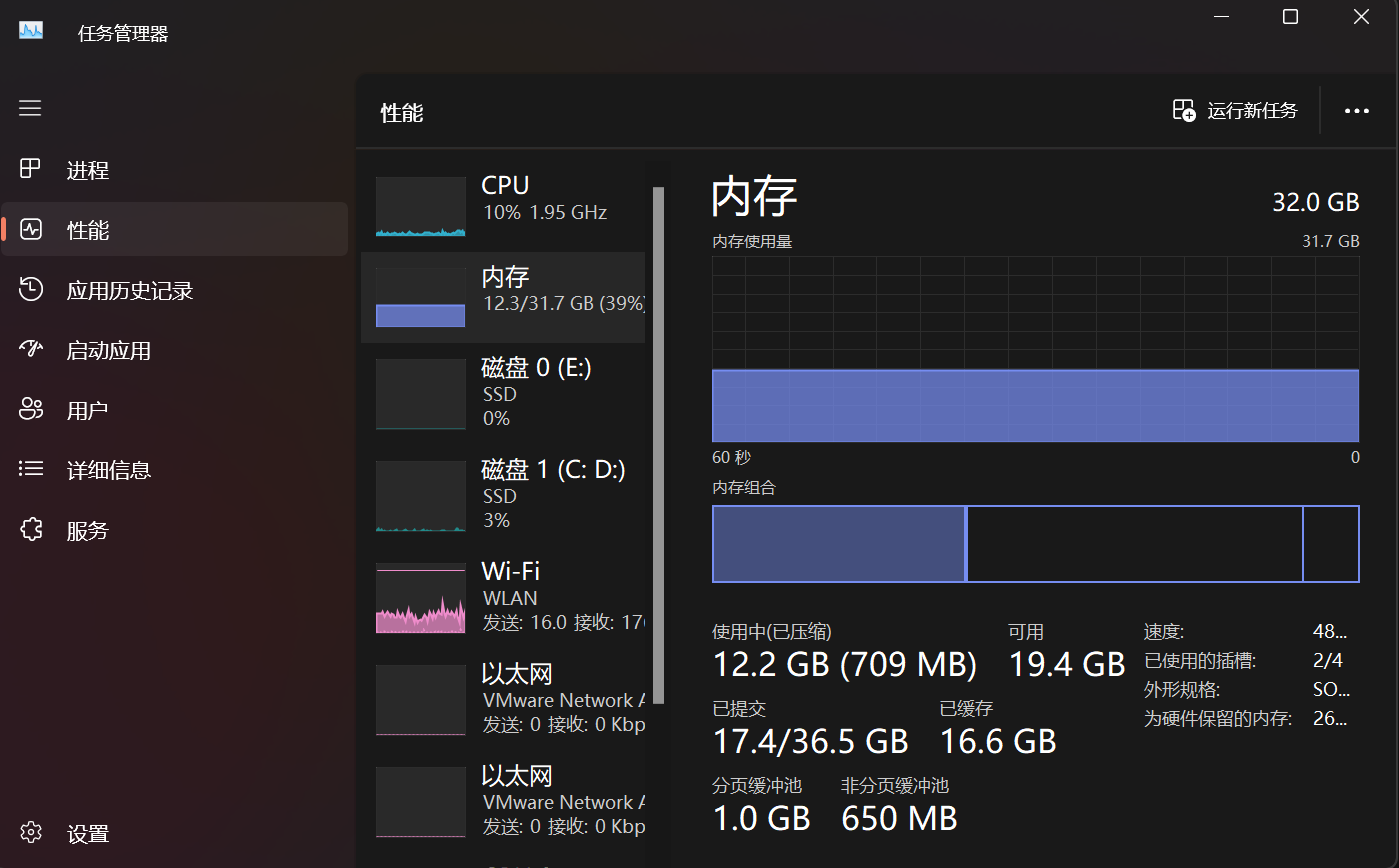 任务管理器
性能
运行新任务
进程
性能
应用历史记录
启动应用
用户
详细信息
服务
设置
CPU
10% 1.95 GHz
内存
12.3/31.7 GB (39%)
磁盘 0 (E:)
SSD
0%
磁盘 1 (C: D:)
SSD
3%
Wi-Fi
WLAN
发送: 16.0 接收: 17
以太网
VMware Network A
发送: 0 接收: 0 Kbp
以太网
VMware Network A
发送: 0 接收: 0 Kbp
内存
32.0 GB
内存使用量
31.7 GB
60 秒
0
内存组合
使用中(已压缩)
12.2 GB (709 MB)
可用
19.4 GB
已提交
17.4/36.5 GB
已缓存
16.6 GB
分页缓冲池
1.0 GB
非分页缓冲池
650 MB
速度: 48...
已使用的插槽: 2/4
外形规格: SO...
为硬件保留的内存: 26...